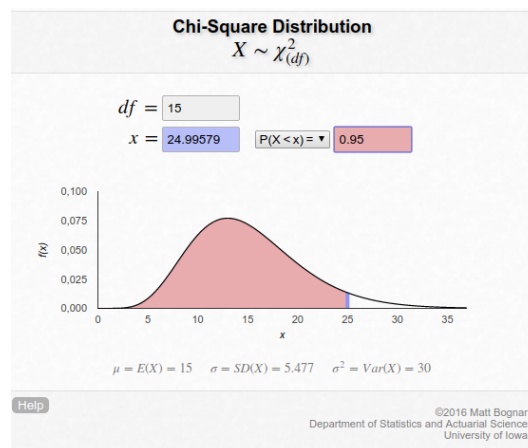 Chi-Square Distribution
X ∼ χ²(df)
df = 15
x = 24.99579 P(X < x) = ▼ 0.95
0,100
0,075
0,050
0,025
0,000
f(x)
0 5 10 15 20 25 30 35
x
μ = E(X) = 15 σ = SD(X) = 5.477 σ² = Var(X) = 30
Help
©2016 Matt Bognar
Department of Statistics and Actuarial Science
University of Iowa